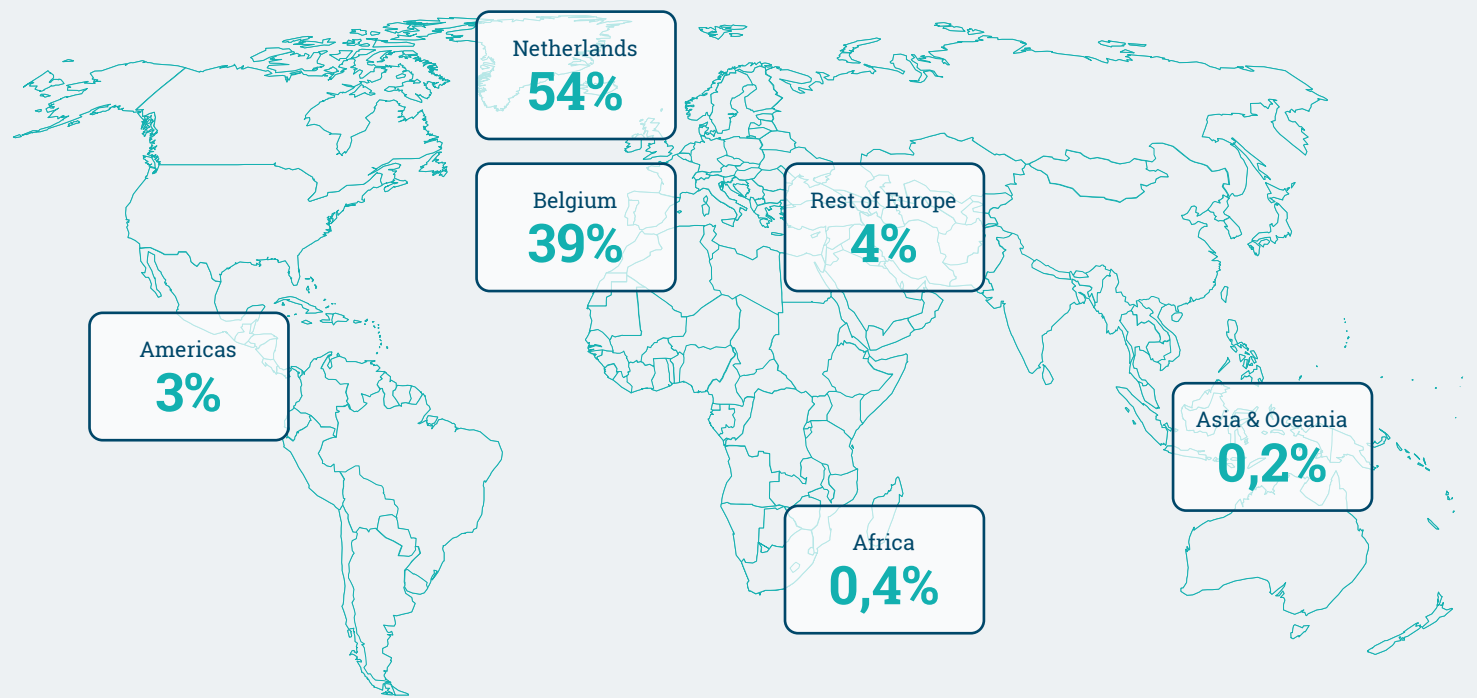 Netherlands
54%
Belgium
39%
Rest of Europe
4%
Americas
3%
Asia & Oceania
0,2%
Africa
0,4%